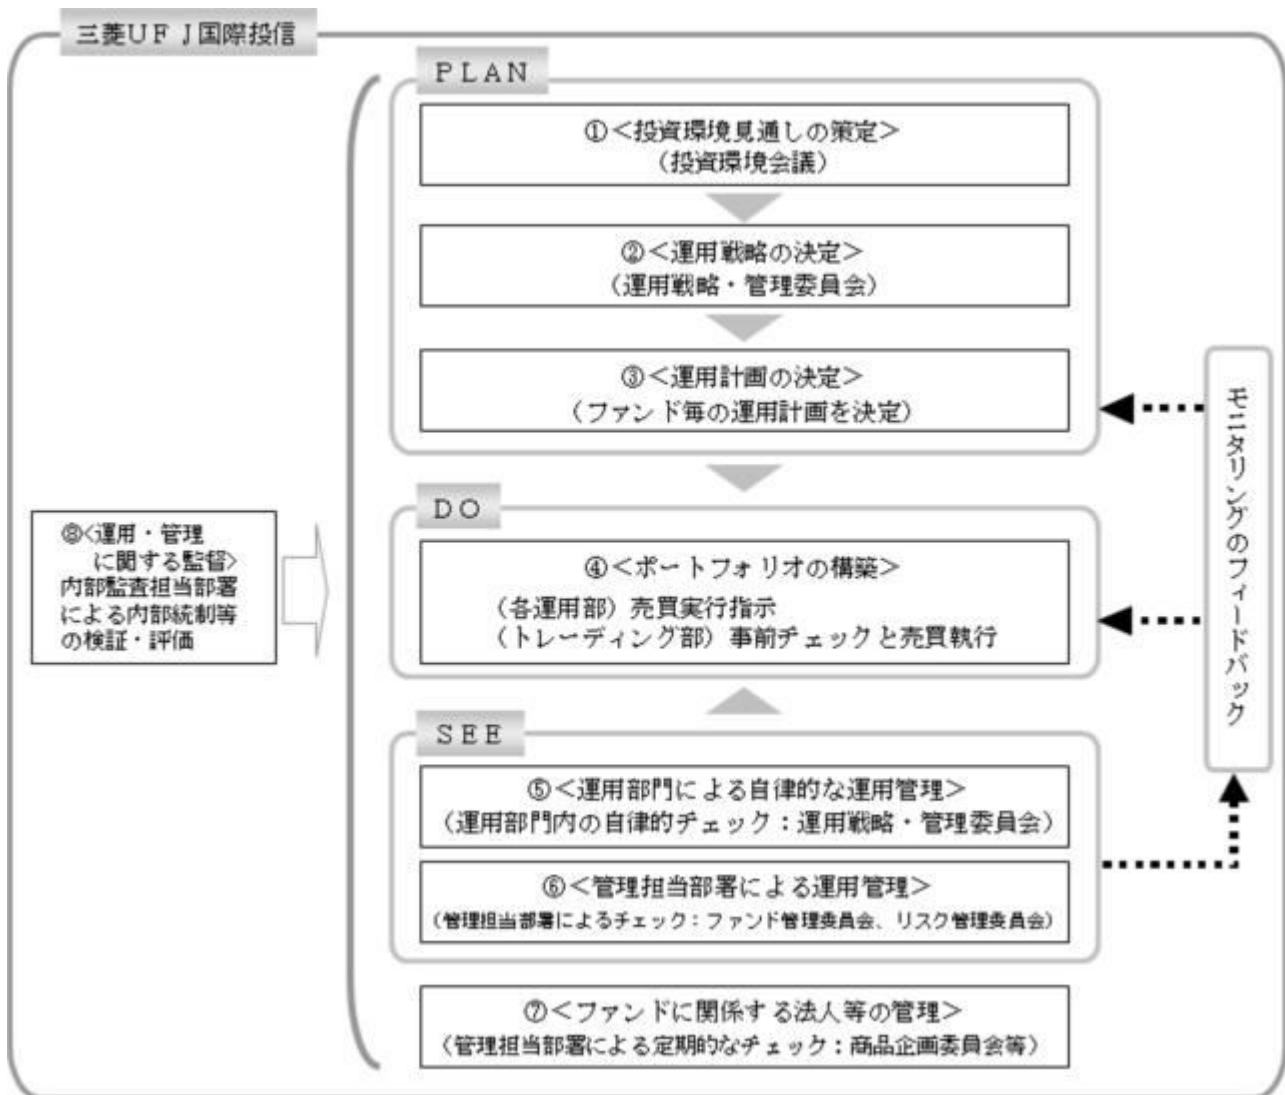 三菱UFJ国際投信
PLAN
①<投資環境見通しの策定>
(投資環境会議)
②<運用戦略の決定>
(運用戦略・管理委員会)
③<運用計画の決定>
(ファンド毎の運用計画を決定)
DO
④<ポートフォリオの構築>
(各運用部)売買実行指示
(トレーディング部)事前チェックと売買執行
SEE
⑤<運用部門による自律的な運用管理>
(運用部門内の自律的チェック:運用戦略・管理委員会)
⑥<管理担当部署による運用管理>
(管理担当部署によるチェック:ファンド管理委員会、リスク管理委員会)
⑦<ファンドに関係する法人等の管理>
(管理担当部署による定期的なチェック:商品企画委員会等)
⑧<運用・管理
に関する監督>
内部監査担当部署
による内部統制等
の検証・評価
モニタリングのフィードバック